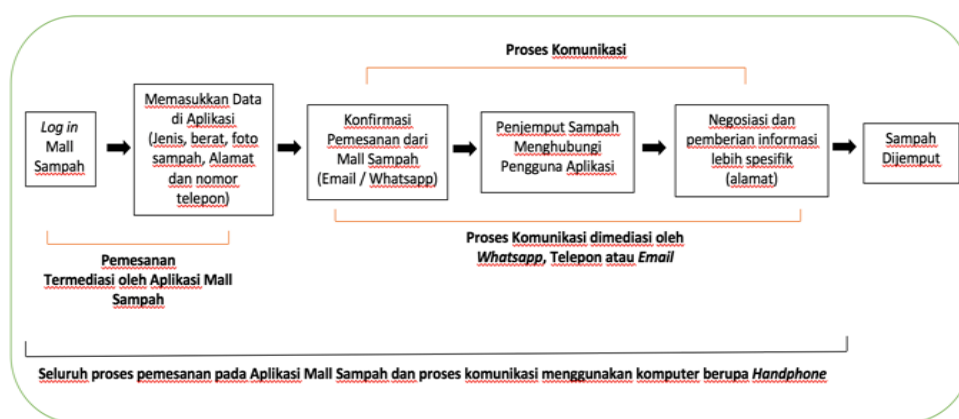 Proses Komunikasi
Log in
Mall
Sampah
Memasukkan Data
di Aplikasi
(Jenis, berat, foto
sampah, Alamat
dan nomor
telepon)
Konfirmasi
Pemesanan dari
Mall Sampah
(Email / Whatsapp)
Penjemput Sampah
Menghubungi
Pengguna Aplikasi
Negosiasi dan
pemberian informasi
lebih spesifik
(alamat)
Sampah
Dijemput
Pemesanan
Termediasi oleh Aplikasi Mall
Sampah
Proses Komunikasi dimediasi oleh
Whatsapp, Telepon atau Email
Seluruh proses pemesanan pada Aplikasi Mall Sampah dan proses komunikasi menggunakan komputer berupa Handphone